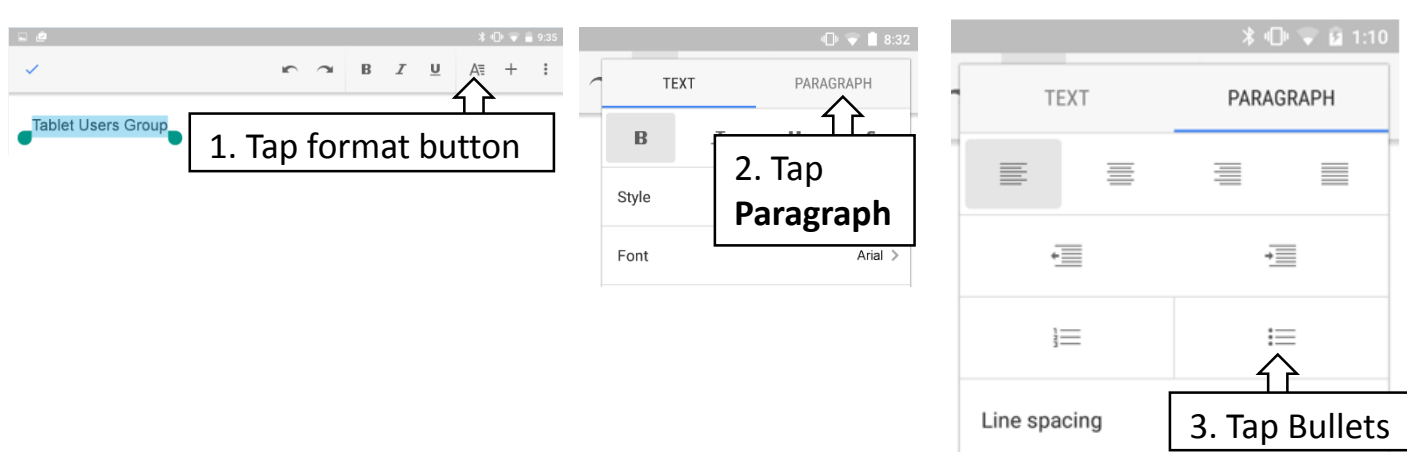 9:35
B I U A
Tablet Users Group
1. Tap format button
8:32
TEXT PARAGRAPH
B
2. Tap
Paragraph
Style
Font Arial >
1:10
TEXT PARAGRAPH
Line spacing
3. Tap Bullets